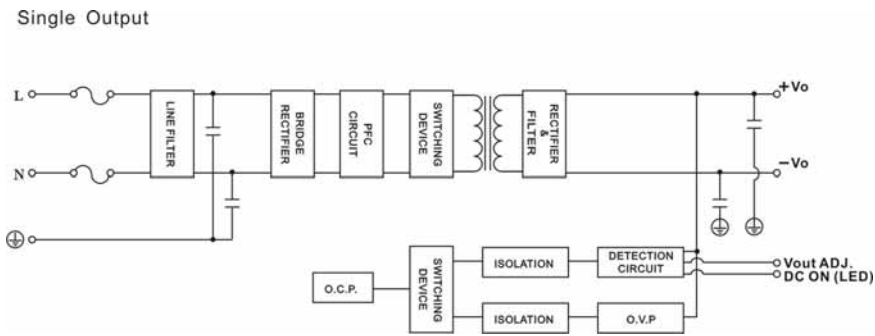 Single Output
L
N
LINE FILTER
BRIDGE
RECTIFIER
PFC
CIRCUIT
SWITCHING
DEVICE
RECTIFIER
&
FILTER
+Vo
-Vo
O.C.P.
SWITCHING
DEVICE
ISOLATION
DETECTION
CIRCUIT
Vout ADJ.
DC ON (LED)
ISOLATION
O.V.P